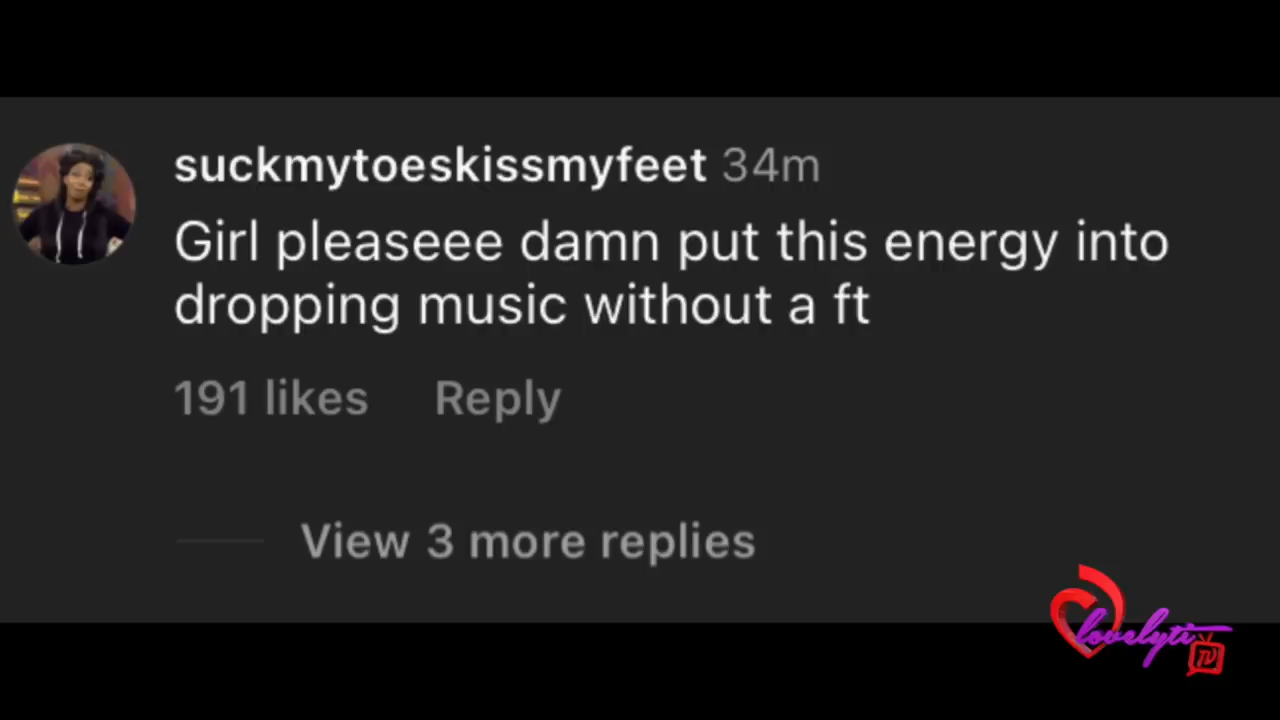 suckmytoeskissmyfeet 34m
Girl pleaseee damn put this energy into
dropping music without a ft
191 likes Reply
View 3 more replies
lovelyti
TV